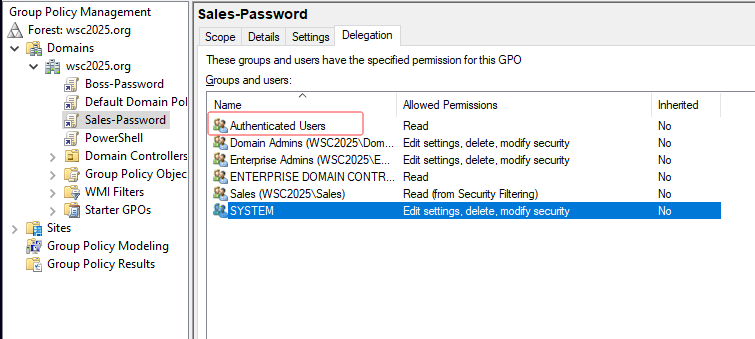 Group Policy Management
Forest: wsc2025.org
Domains
wsc2025.org
Boss-Password
Default Domain Pol
Sales-Password
PowerShell
Domain Controllers
Group Policy Objec
WMI Filters
Starter GPOs
Sites
Group Policy Modeling
Group Policy Results
Sales-Password
Scope Details Settings Delegation
These groups and users have the specified permission for this GPO
Groups and users:
Name Allowed Permissions Inherited
Authenticated Users Read No
Domain Admins (WSC2025\Dom... Edit settings, delete, modify security No
Enterprise Admins (WSC2025\E... Edit settings, delete, modify security No
ENTERPRISE DOMAIN CONTR... Read No
Sales (WSC2025\Sales) Read (from Security Filtering) No
SYSTEM Edit settings, delete, modify security No